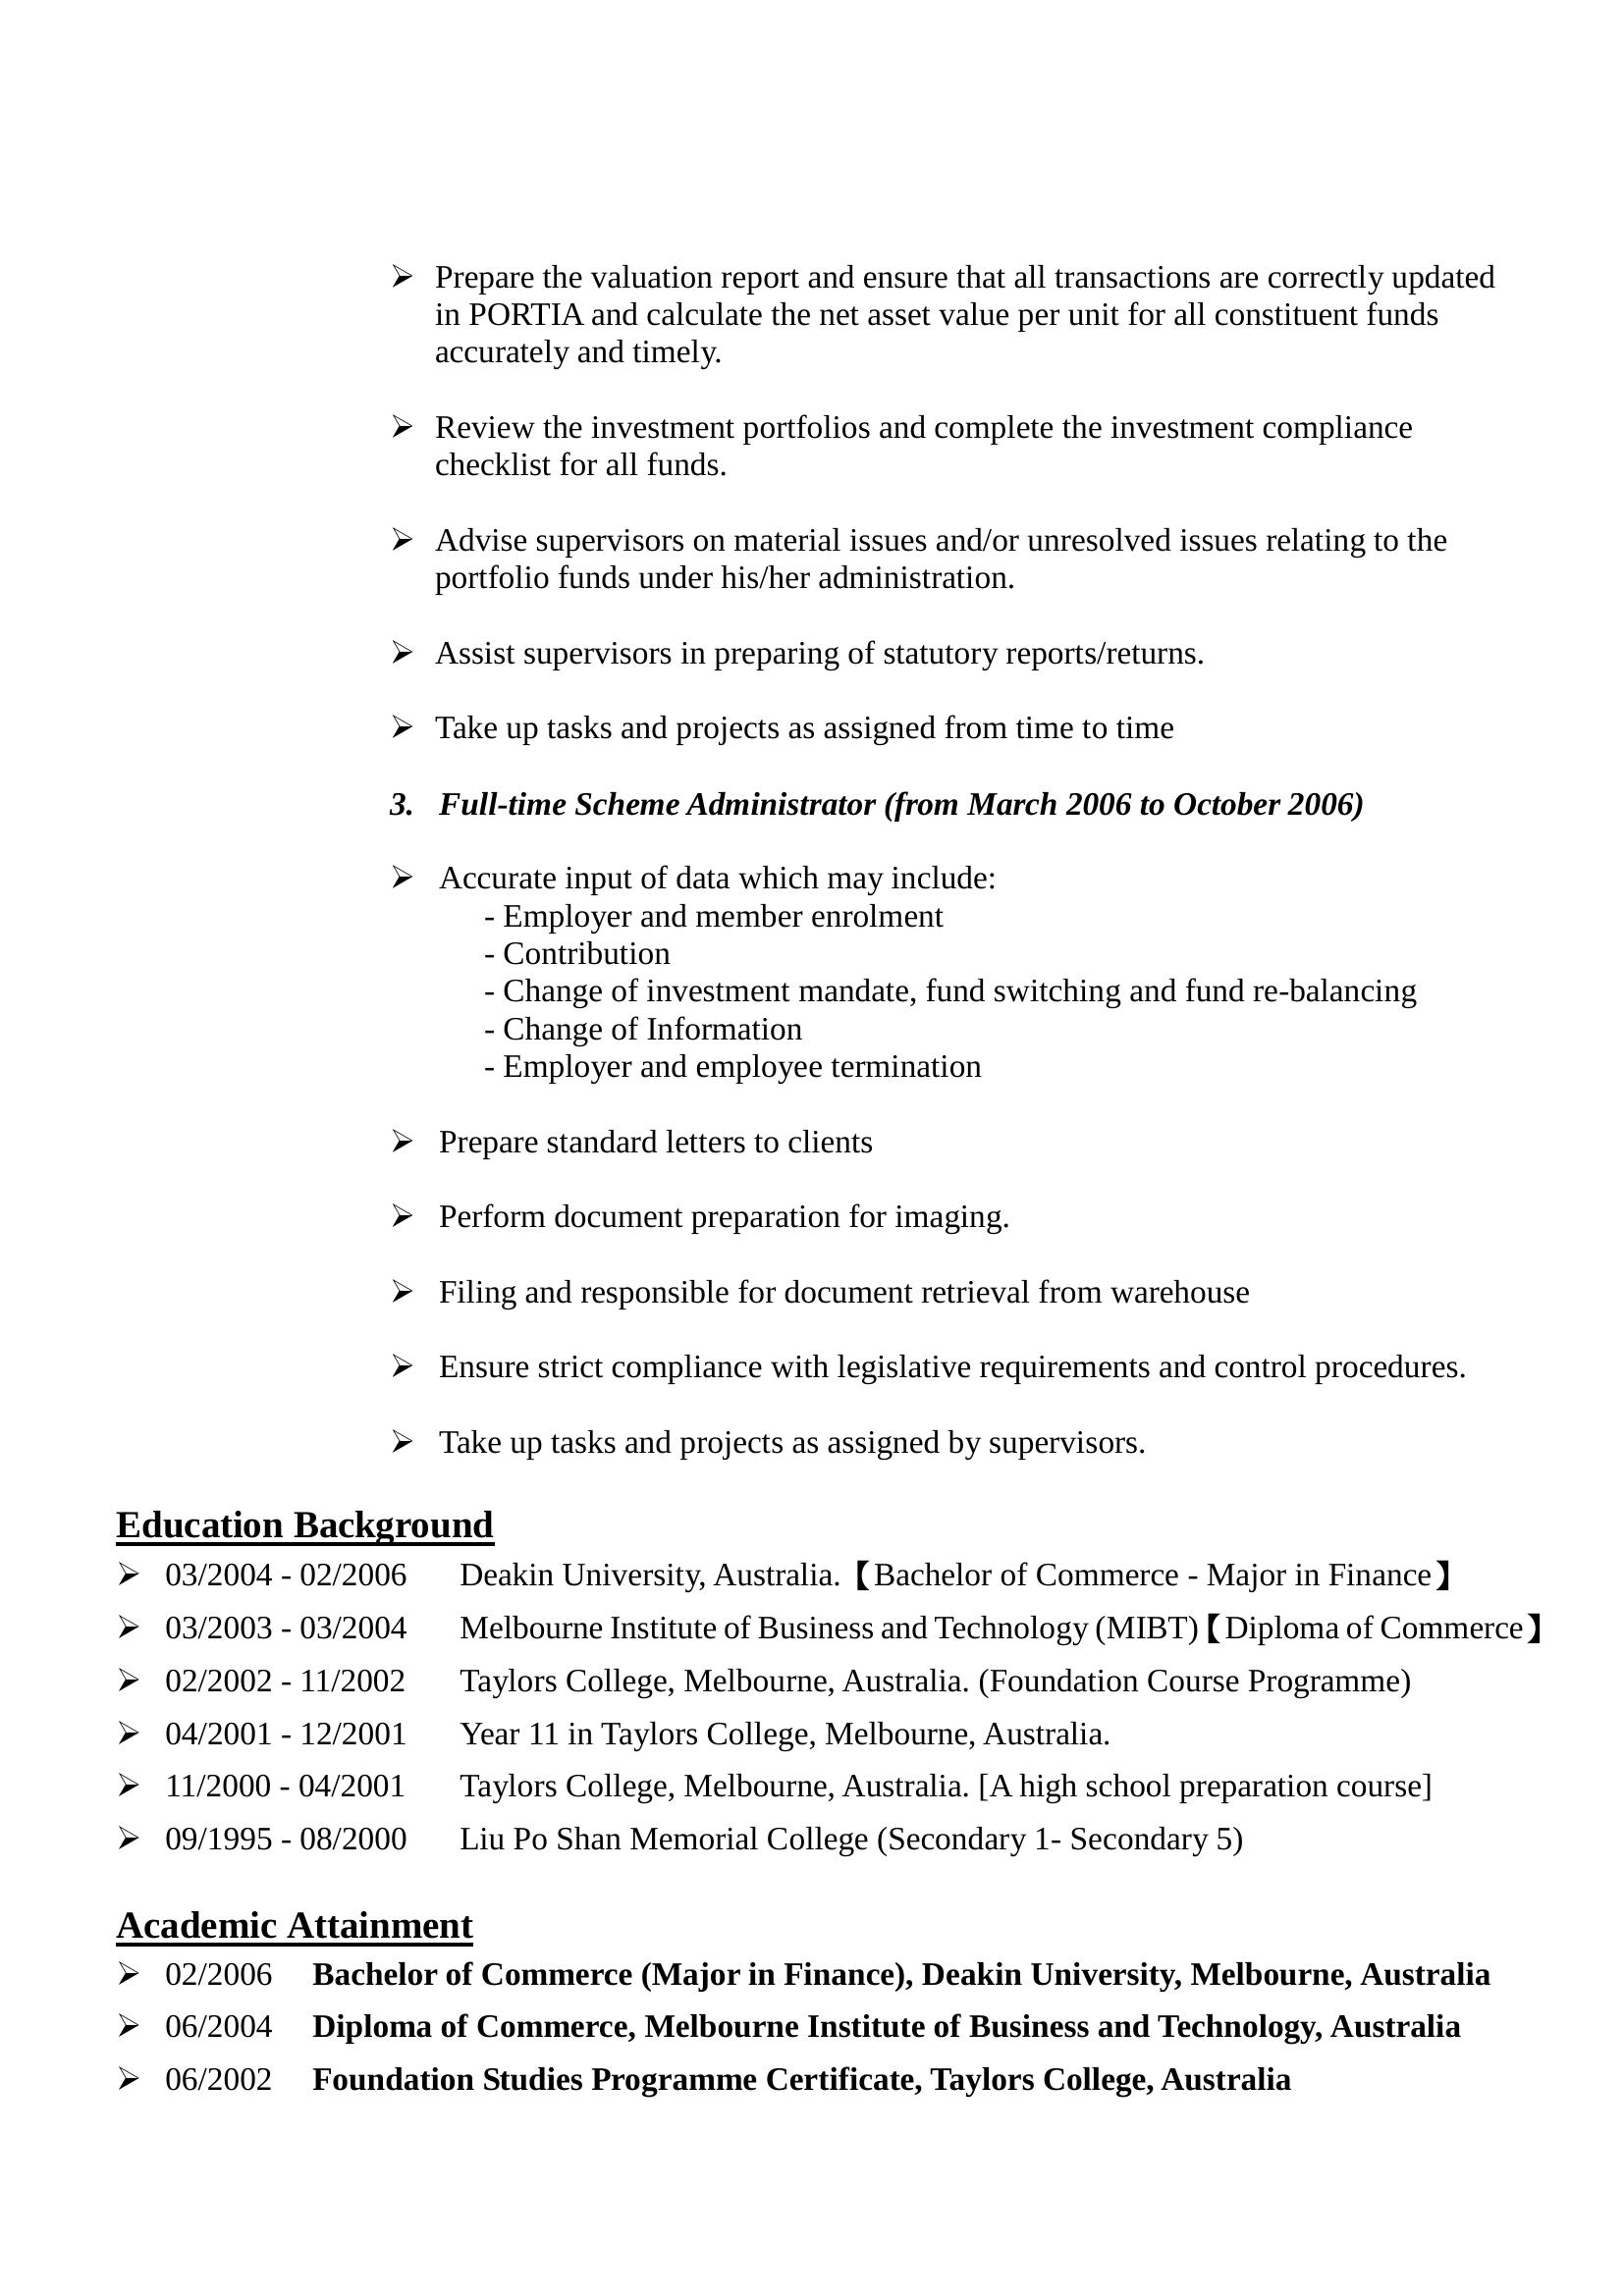 ➢ Prepare the valuation report and ensure that all transactions are correctly updated
in PORTIA and calculate the net asset value per unit for all constituent funds
accurately and timely.
➢ Review the investment portfolios and complete the investment compliance
checklist for all funds.
➢ Advise supervisors on material issues and/or unresolved issues relating to the
portfolio funds under his/her administration.
➢ Assist supervisors in preparing of statutory reports/returns.
➢ Take up tasks and projects as assigned from time to time
3. Full-time Scheme Administrator (from March 2006 to October 2006)
➢ Accurate input of data which may include:
- Employer and member enrolment
- Contribution
- Change of investment mandate, fund switching and fund re-balancing
- Change of Information
- Employer and employee termination
➢ Prepare standard letters to clients
➢ Perform document preparation for imaging.
➢ Filing and responsible for document retrieval from warehouse
➢ Ensure strict compliance with legislative requirements and control procedures.
➢ Take up tasks and projects as assigned by supervisors.
Education Background
➢ 03/2004 - 02/2006 Deakin University, Australia.【Bachelor of Commerce - Major in Finance】
➢ 03/2003 - 03/2004 Melbourne Institute of Business and Technology (MIBT)【Diploma of Commerce】
➢ 02/2002 - 11/2002 Taylors College, Melbourne, Australia. (Foundation Course Programme)
➢ 04/2001 - 12/2001 Year 11 in Taylors College, Melbourne, Australia.
➢ 11/2000 - 04/2001 Taylors College, Melbourne, Australia. [A high school preparation course]
➢ 09/1995 - 08/2000 Liu Po Shan Memorial College (Secondary 1- Secondary 5)
Academic Attainment
➢ 02/2006 Bachelor of Commerce (Major in Finance), Deakin University, Melbourne, Australia
➢ 06/2004 Diploma of Commerce, Melbourne Institute of Business and Technology, Australia
➢ 06/2002 Foundation Studies Programme Certificate, Taylors College, Australia